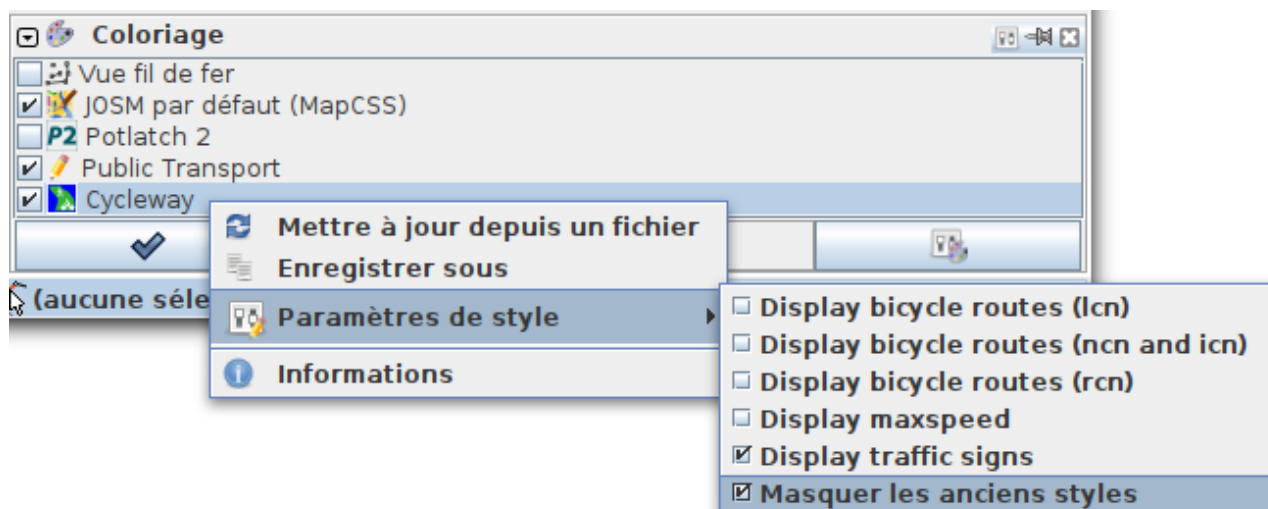 Coloriage
Vue fil de fer
JOSM par défaut (MapCSS)
P2 Potlatch 2
Public Transport
Cycleway
Mettre à jour depuis un fichier
Enregistrer sous
(aucune séle
Paramètres de style
Informations
Display bicycle routes (lcn)
Display bicycle routes (ncn and icn)
Display bicycle routes (rcn)
Display maxspeed
Display traffic signs
Masquer les anciens styles